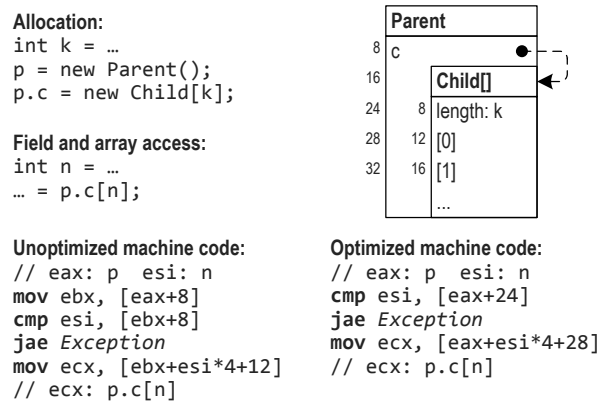 Allocation:
int k = …
p = new Parent();
p.c = new Child[k];
Field and array access:
int n = …
… = p.c[n];
Parent
8 c
16 Child[]
24 8 length: k
28 12 [0]
32 16 [1]
...
Unoptimized machine code:
// eax: p  esi: n
mov ebx, [eax+8]
cmp esi, [ebx+8]
jae Exception
mov ecx, [ebx+esi*4+12]
// ecx: p.c[n]
Optimized machine code:
// eax: p  esi: n
cmp esi, [eax+24]
jae Exception
mov ecx, [eax+esi*4+28]
// ecx: p.c[n]